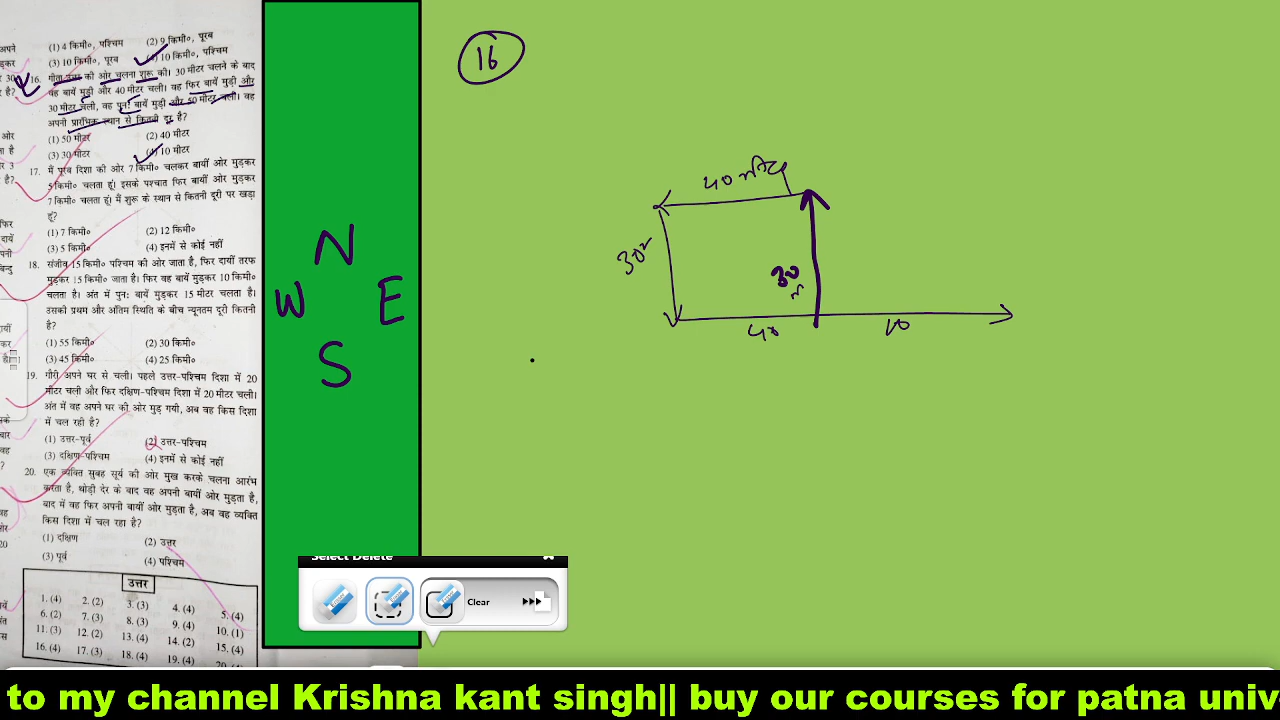 अपने
(1) 4 किमी०, पश्चिम (2) 9 किमी०, पूरब
(3) 10 किमी०, पूरब (4) 10 किमी०, पश्चिम
16. गीता उत्तर की ओर चलना शुरू की। 30 मीटर चलने के बाद
वह बायें मुड़ी और 40 मीटर चली। वह फिर बायें मुड़ी और
30 मीटर चली, वह पुनः बायें मुड़ी और 50 मीटर चली। वह
अपनी प्रारंभिक स्थान से कितनी दूर है?
(1) 50 मीटर (2) 40 मीटर
(3) 30 मीटर (4) 10 मीटर
17. मैं पूरब दिशा की ओर 7 किमी० चलकर बायीं ओर मुड़कर
5 किमी० चलता हूं। इसके पश्चात फिर बायीं ओर मुड़कर
7 किमी० चलता हूं। मैं शुरू के स्थान से कितनी दूरी पर खड़ा
हूं?
(1) 7 किमी० (2) 12 किमी०
(3) 5 किमी० (4) इनमें से कोई नहीं
18. संजीव 15 किमी० पश्चिम की ओर जाता है, फिर दायीं तरफ
मुड़कर 15 किमी० जाता है। फिर वह बायें मुड़कर 10 किमी०
चलता है। अंत में पुनः बायें मुड़कर 15 मीटर चलता है।
उसकी प्रथम और अंतिम स्थिति के बीच न्यूनतम दूरी कितनी
है?
(1) 55 किमी० (2) 30 किमी०
(3) 45 किमी० (4) 25 किमी०
19. गौरी अपने घर से चली। पहले उत्तर-पश्चिम दिशा में 20
मीटर चली और फिर दक्षिण-पश्चिम दिशा में 20 मीटर चली।
अंत में वह अपने घर की ओर मुड़ गयी, अब वह किस दिशा
में चल रही है?
(1) उत्तर-पूर्व (2) उत्तर-पश्चिम
(3) दक्षिण-पश्चिम (4) इनमें से कोई नहीं
20. एक व्यक्ति सुबह सूर्य की ओर मुख करके चलना आरंभ
करता है, थोड़ी देर के बाद वह अपनी बायीं ओर मुड़ता है,
बाद में वह फिर अपनी बायीं ओर मुड़ता है, अब वह व्यक्ति
किस दिशा में चल रहा है?
(1) दक्षिण (2) उत्तर
(3) पूर्व (4) पश्चिम
उत्तर
1. (4) 2. (2) 3. (3) 4. (4) 5. (4)
6. (2) 7. (3) 8. (3) 9. (4) 10. (1)
11. (3) 12. (2) 13. (4) 14. (2) 15. (4)
16. (4) 17. (3) 18. (4) 19. (4)
N
W E
S
16
40 मीटर
30
30
40 10
Select Delete
Clear
to my channel Krishna kant singh|| buy our courses for patna univ